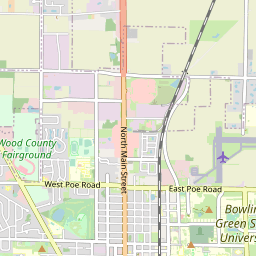 Wood County
Fairground
North Main Street
West Poe Road
East Poe Road
Bowlin
Green S
Univers